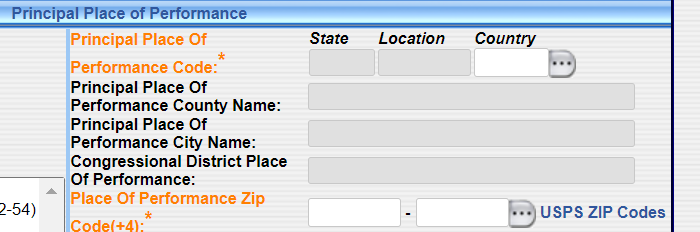 Principal Place of Performance
Principal Place Of State Location Country
Performance Code:*
Principal Place Of
Performance County Name:
Principal Place Of
Performance City Name:
Congressional District Place
Of Performance:
Place Of Performance Zip
2-54) - USPS ZIP Codes
Code(+4):*